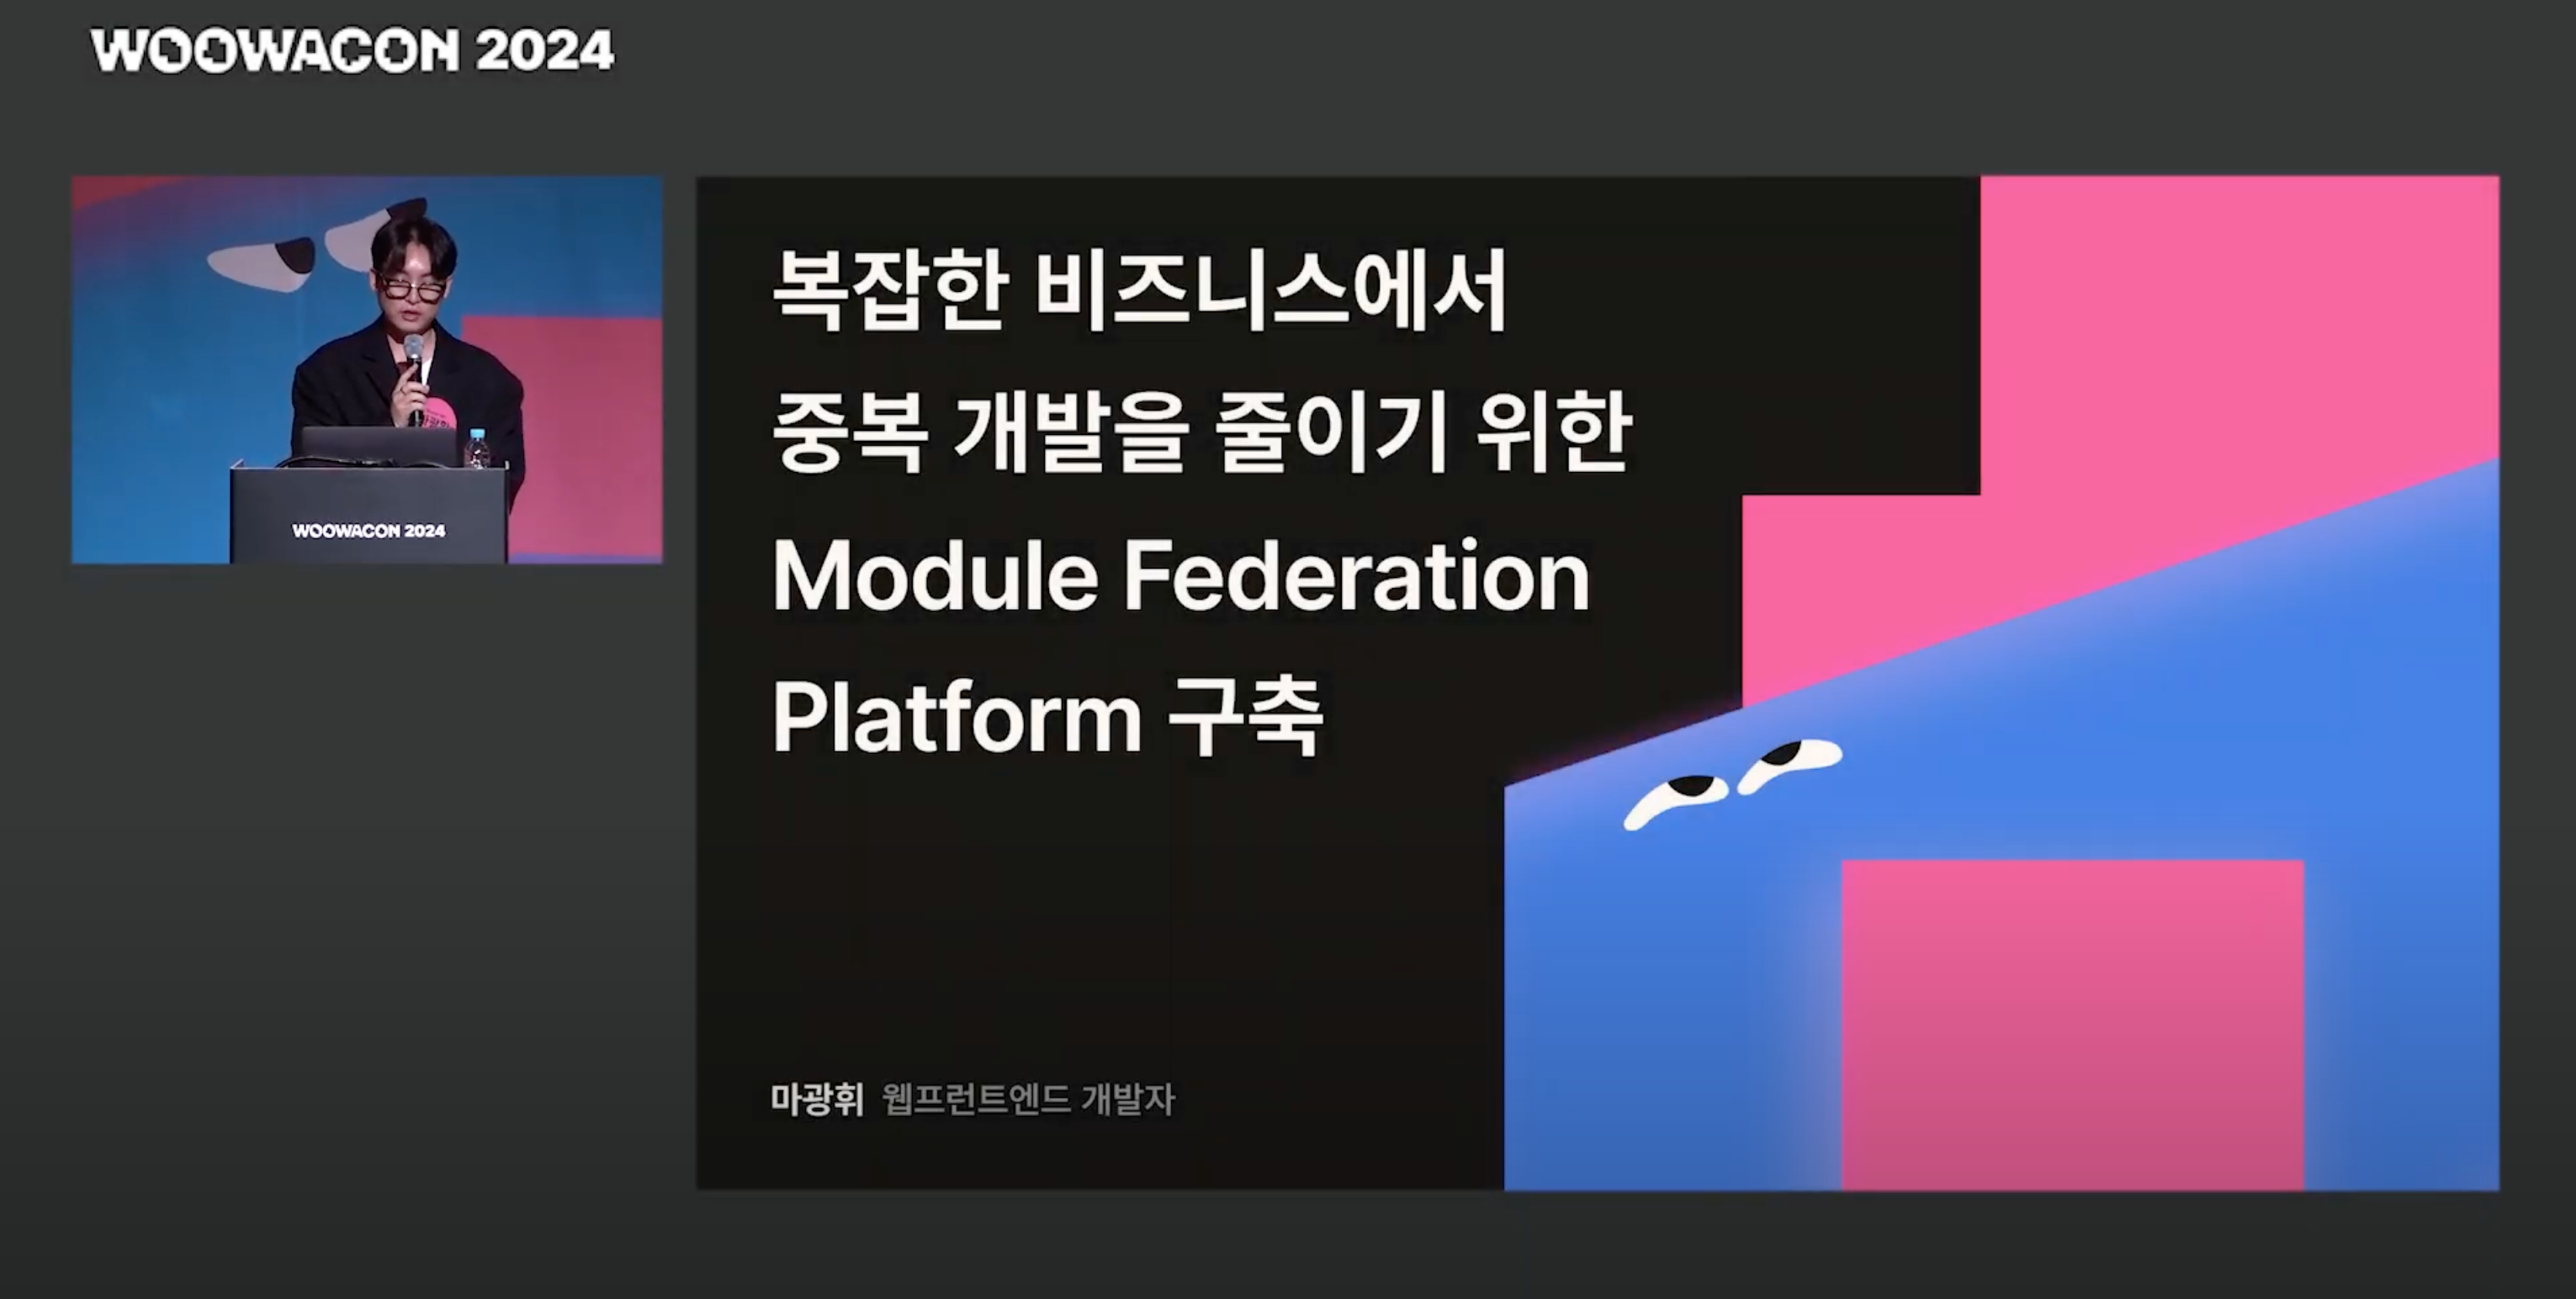 WOOWACON 2024
복잡한 비즈니스에서
중복 개발을 줄이기 위한
Module Federation
Platform 구축
마광휘 웹프런트엔드 개발자
WOOWACON 2024